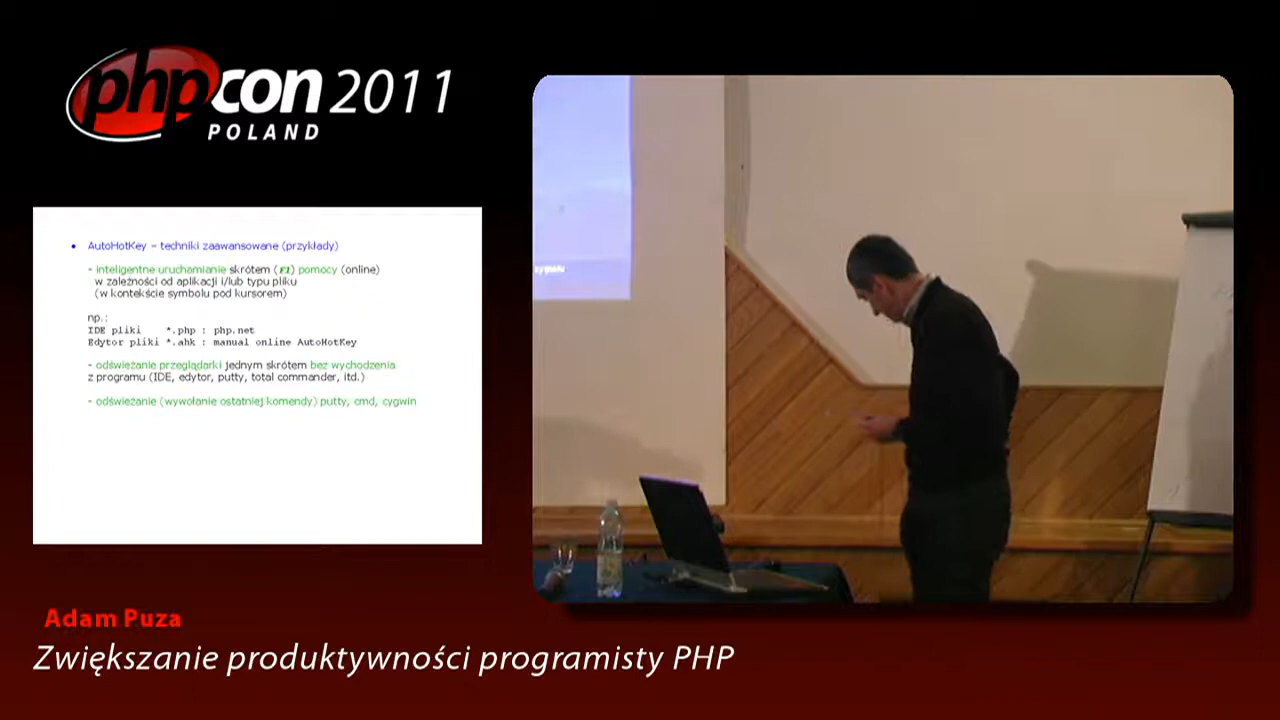 phpcon 2011
POLAND
• AutoHotKey – techniki zaawansowane (przykłady)
- inteligentne uruchamianie skrótem (F1) pomocy (online)
w zależności od aplikacji i/lub typu pliku
(w kontekście symbolu pod kursorem)
np.:
IDE pliki *.php : php.net
Edytor pliki *.ahk : manual online AutoHotKey
- odświeżanie przeglądarki jednym skrótem bez wychodzenia
z programu (IDE, edytor, putty, total commander, itd.)
- odświeżanie (wywołanie ostatniej komendy) putty, cmd, cygwin
Adam Puza
Zwiększanie produktywności programisty PHP